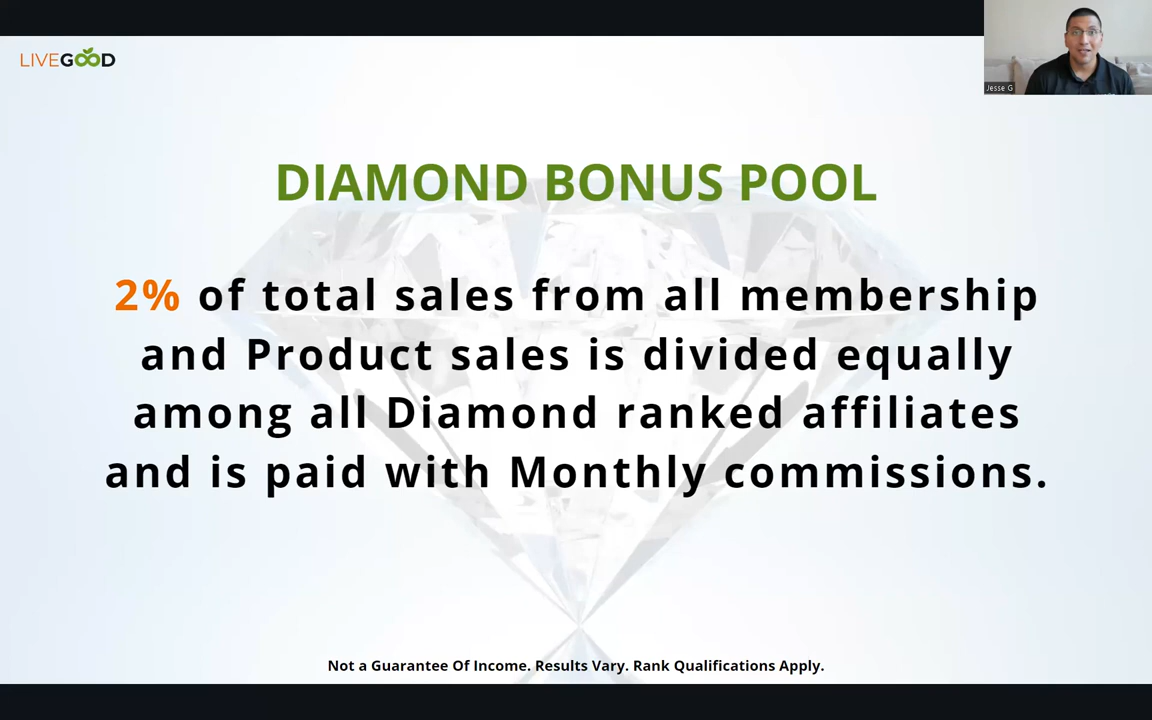 LIVEGOOD
Jesse G
DIAMOND BONUS POOL
2% of total sales from all membership
and Product sales is divided equally
among all Diamond ranked affiliates
and is paid with Monthly commissions.
Not a Guarantee Of Income. Results Vary. Rank Qualifications Apply.